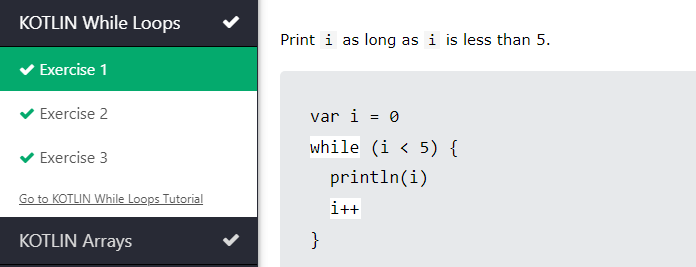 KOTLIN While Loops
Exercise 1
Exercise 2
Exercise 3
Go to KOTLIN While Loops Tutorial
KOTLIN Arrays
Print i as long as i is less than 5.
var i = 0
while (i < 5) {
  println(i)
  i++
}